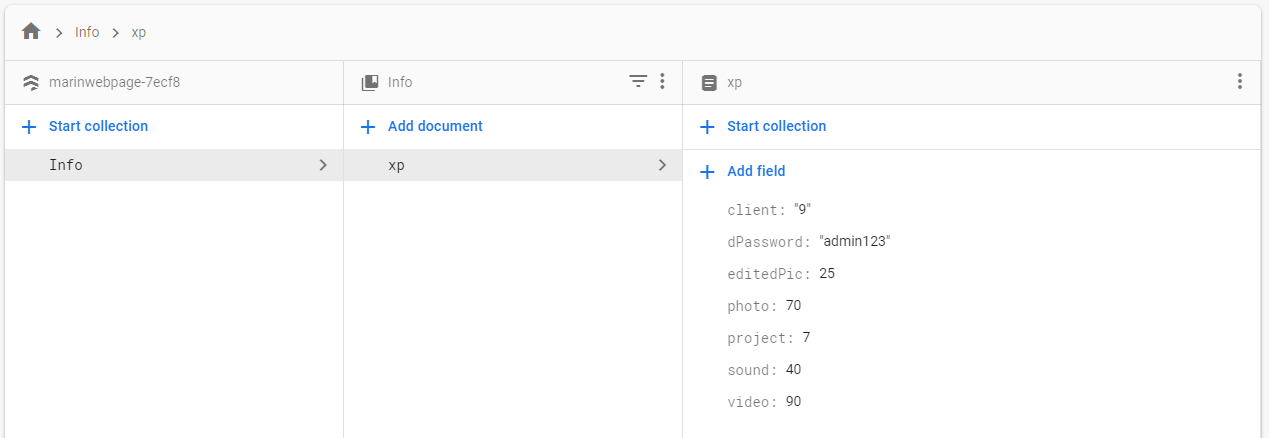 Info xp
marinwebpage-7ecf8 Info xp
Start collection Add document Start collection
Info xp
Add field
client: "9"
dPassword: "admin123"
editedPic: 25
photo: 70
project: 7
sound: 40
video: 90